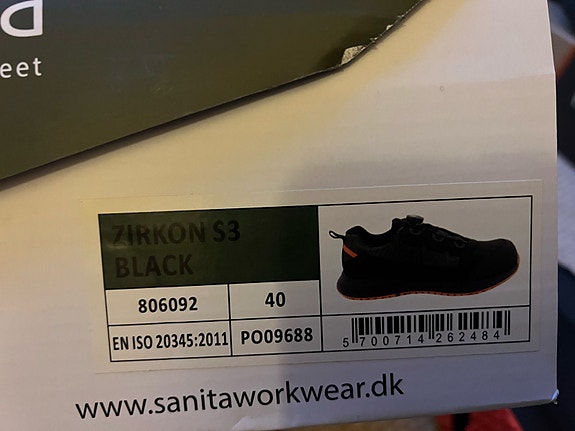 eet
ZIRKON S3
BLACK
806092 40
EN ISO 20345:2011 PO09688
5 700714 262484
www.sanitaworkwear.dk